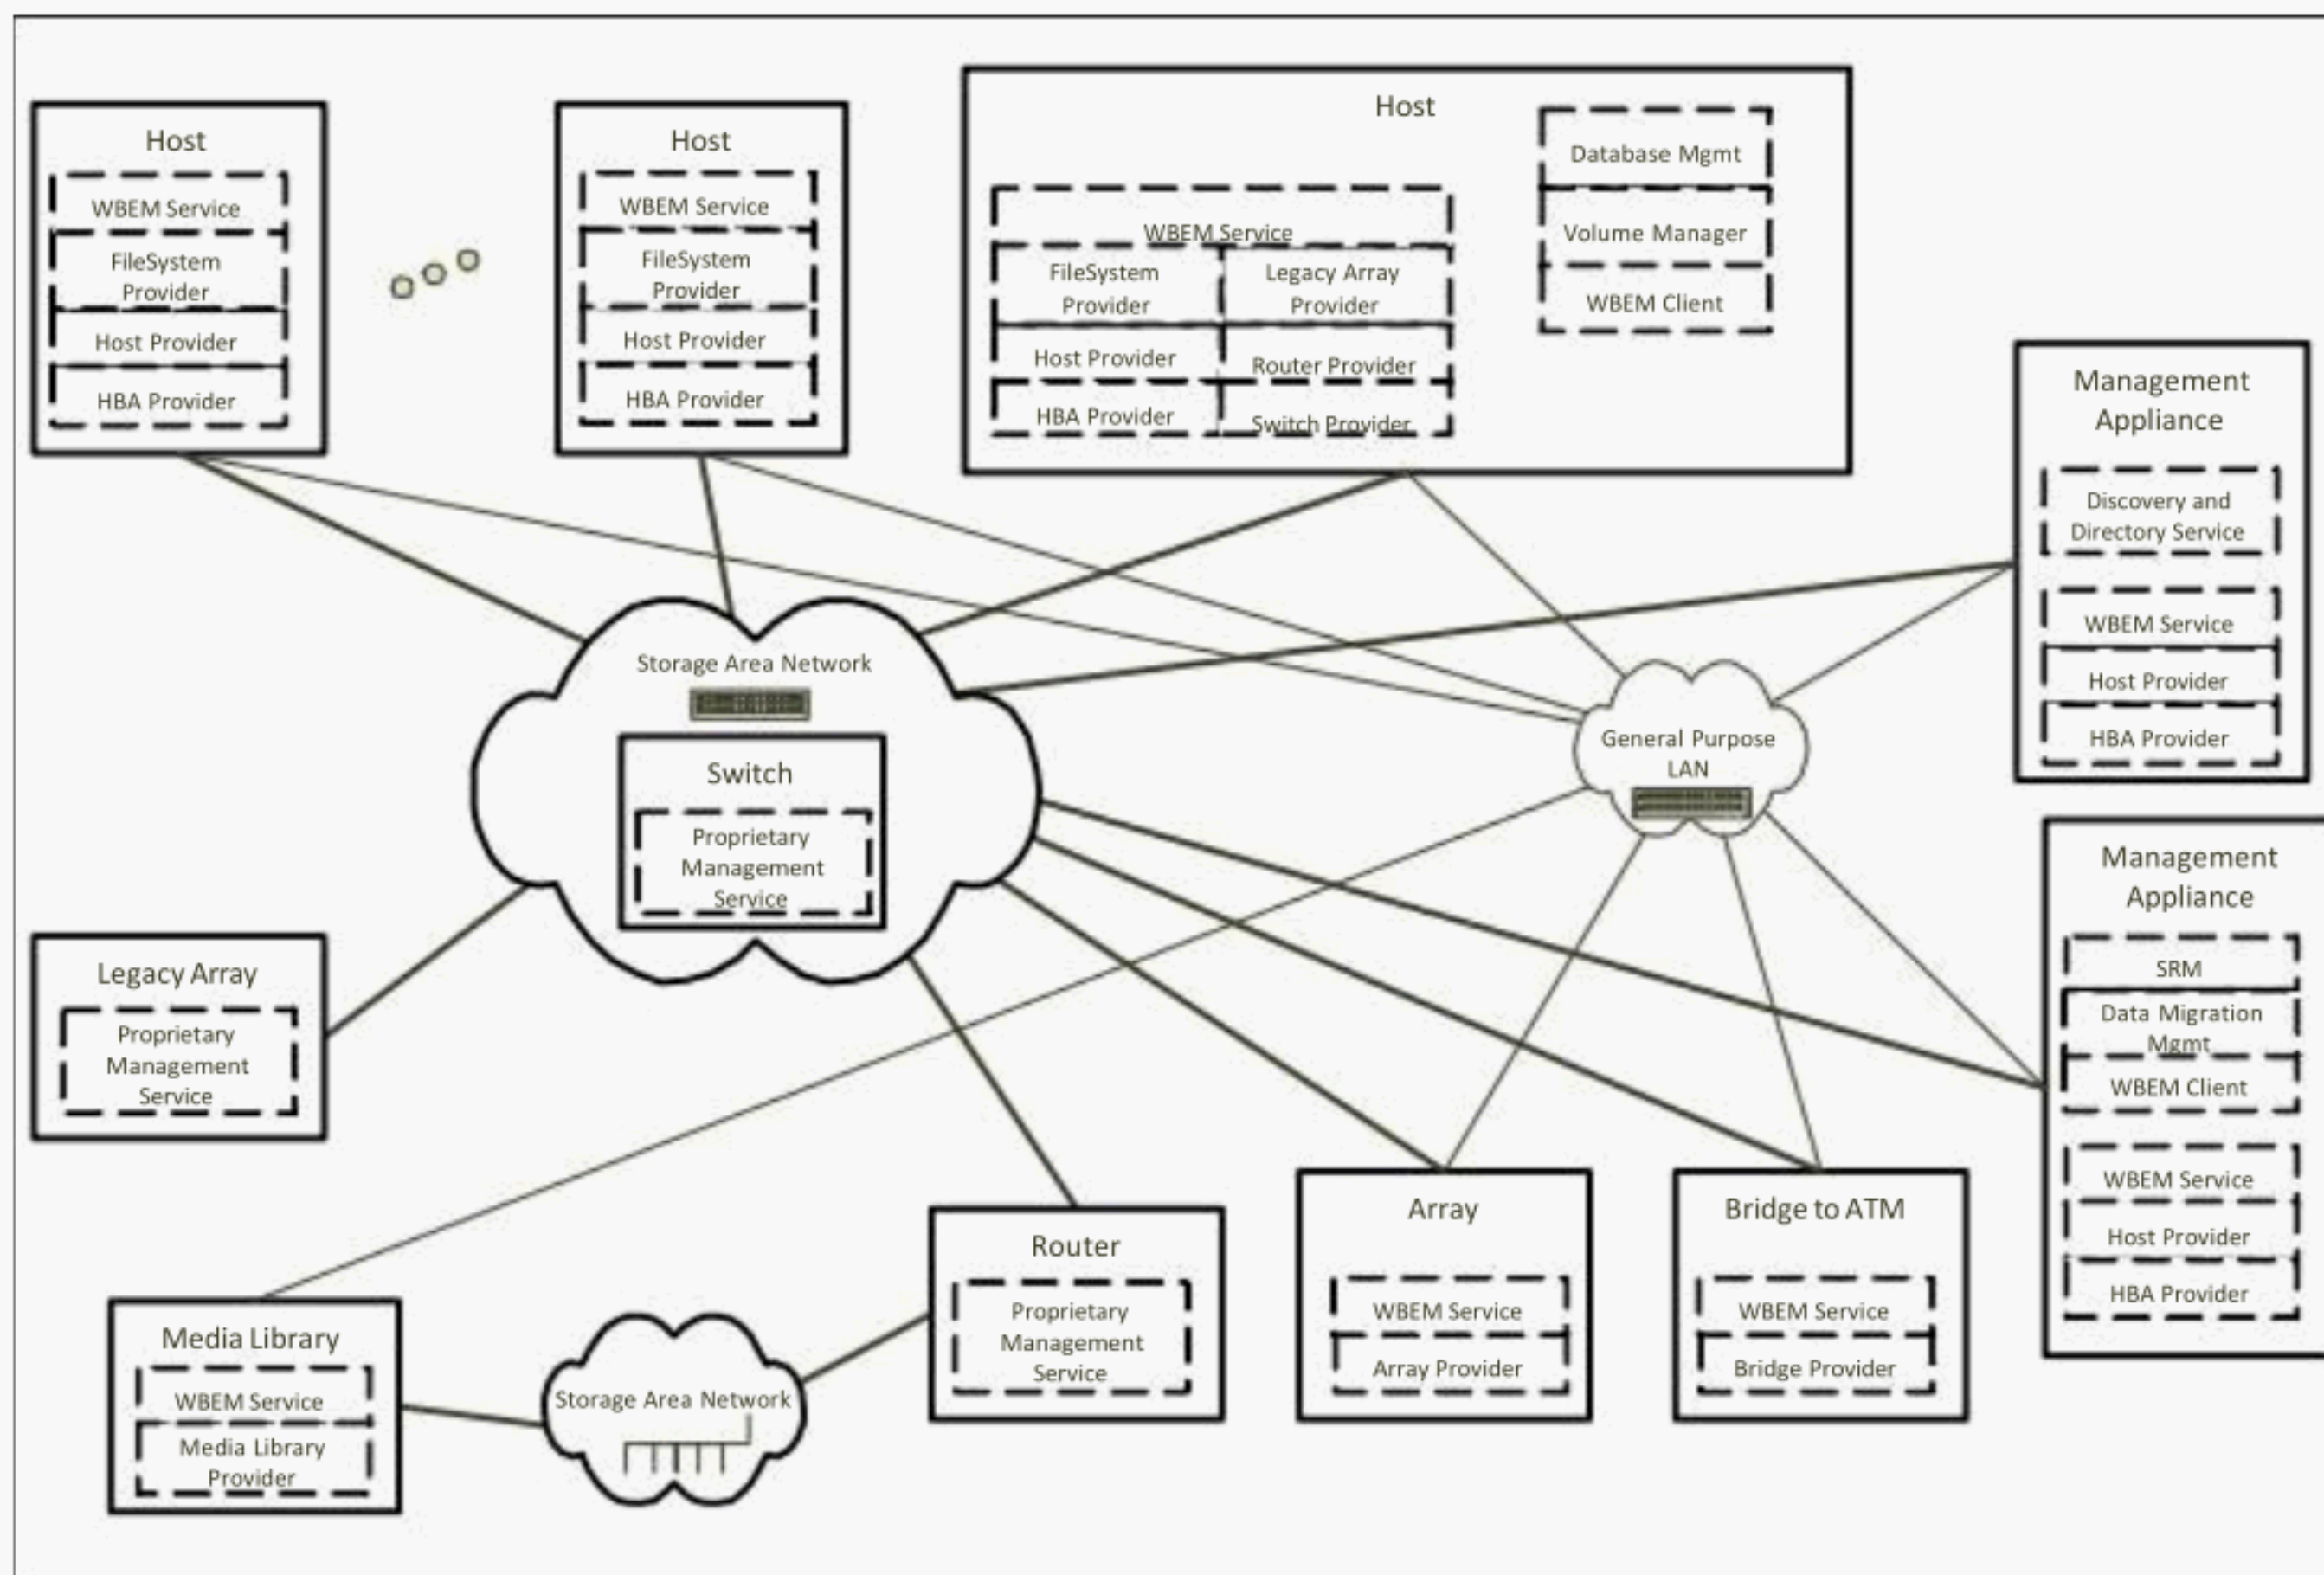 Host
WBEM Service
FileSystem
Provider
Host Provider
HBA Provider
Host
WBEM Service
FileSystem
Provider
Host Provider
HBA Provider
Host
WBEM Service
FileSystem
Provider
Legacy Array
Provider
Host Provider
Router Provider
HBA Provider
Switch Provider
Database Mgmt
Volume Manager
WBEM Client
Management
Appliance
Discovery and
Directory Service
WBEM Service
Host Provider
HBA Provider
Storage Area Network
Switch
Proprietary
Management
Service
General Purpose
LAN
Management
Appliance
SRM
Data Migration
Mgmt
WBEM Client
WBEM Service
Host Provider
HBA Provider
Legacy Array
Proprietary
Management
Service
Media Library
WBEM Service
Media Library
Provider
Storage Area Network
Router
Proprietary
Management
Service
Array
WBEM Service
Array Provider
Bridge to ATM
WBEM Service
Bridge Provider